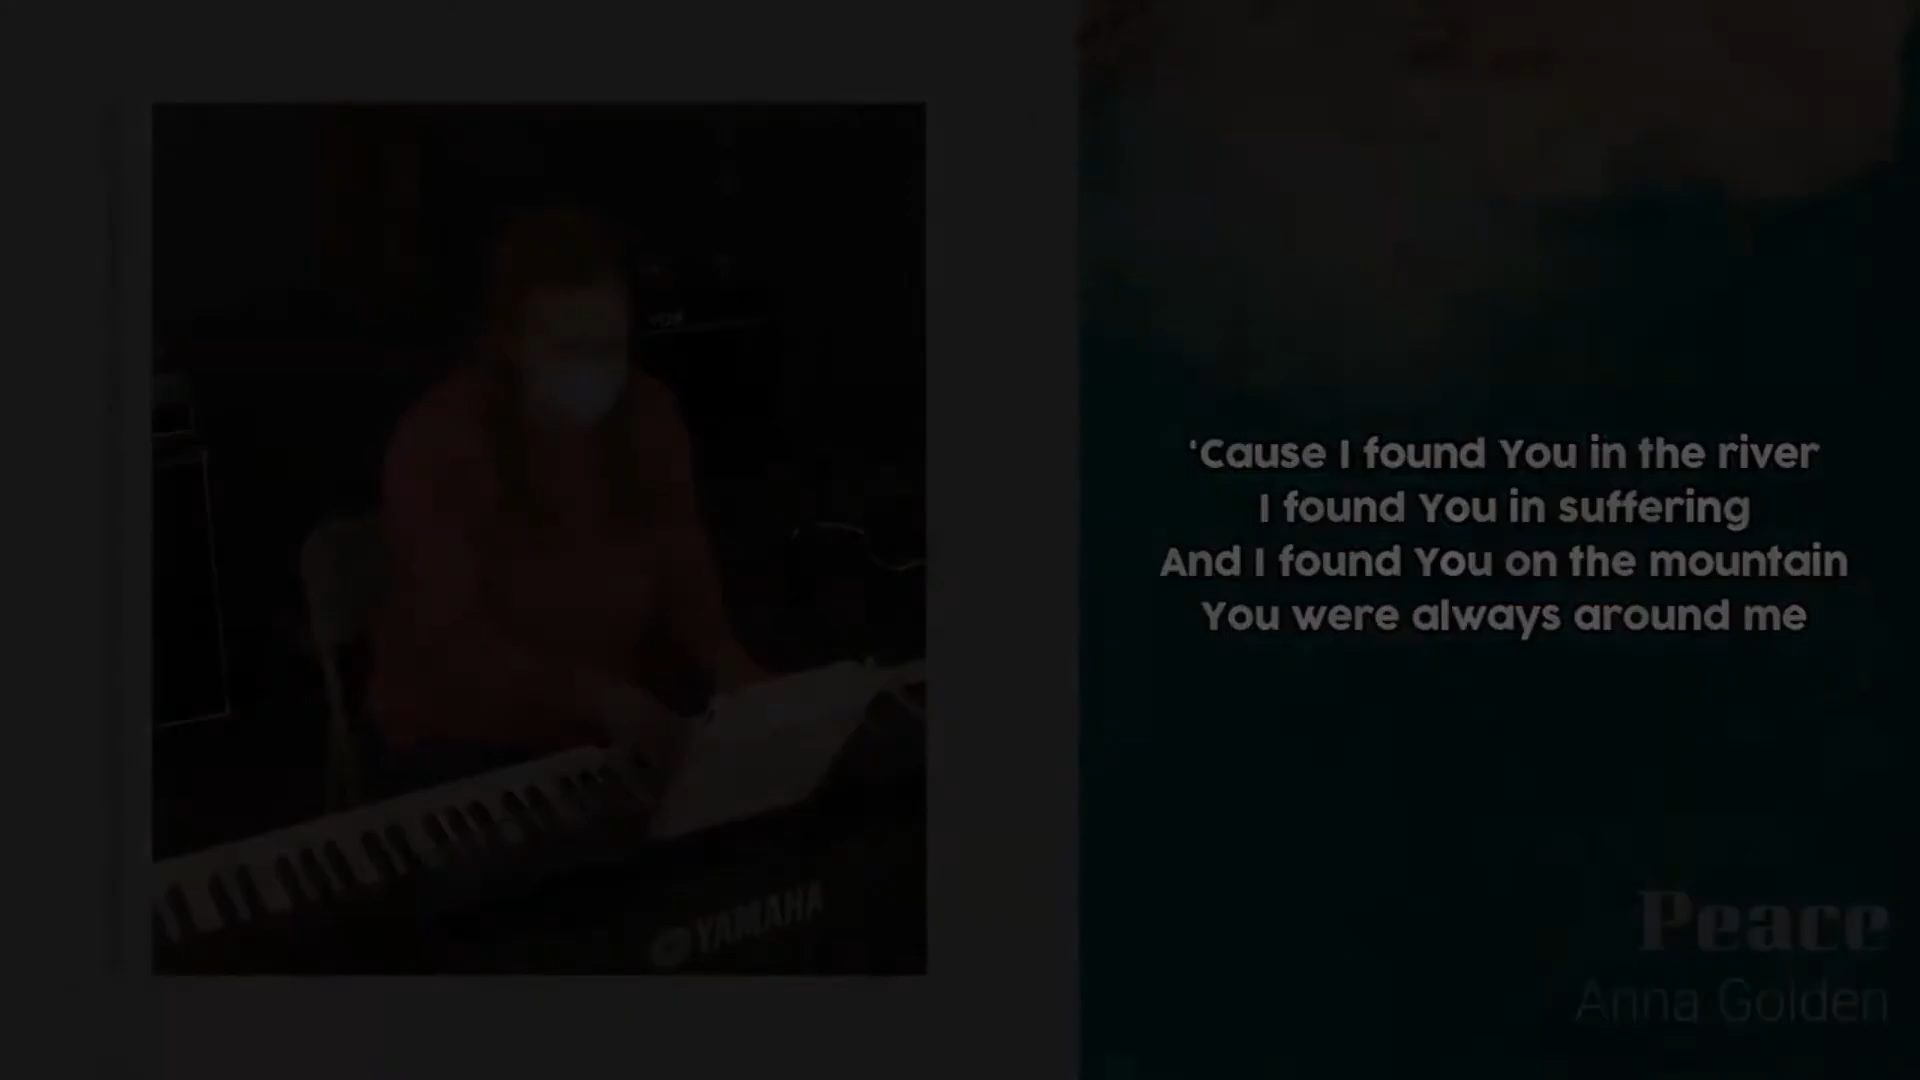 VOX
YAMAHA
'Cause I found You in the river
I found You in suffering
And I found You on the mountain
You were always around me
Peace
Anna Golden